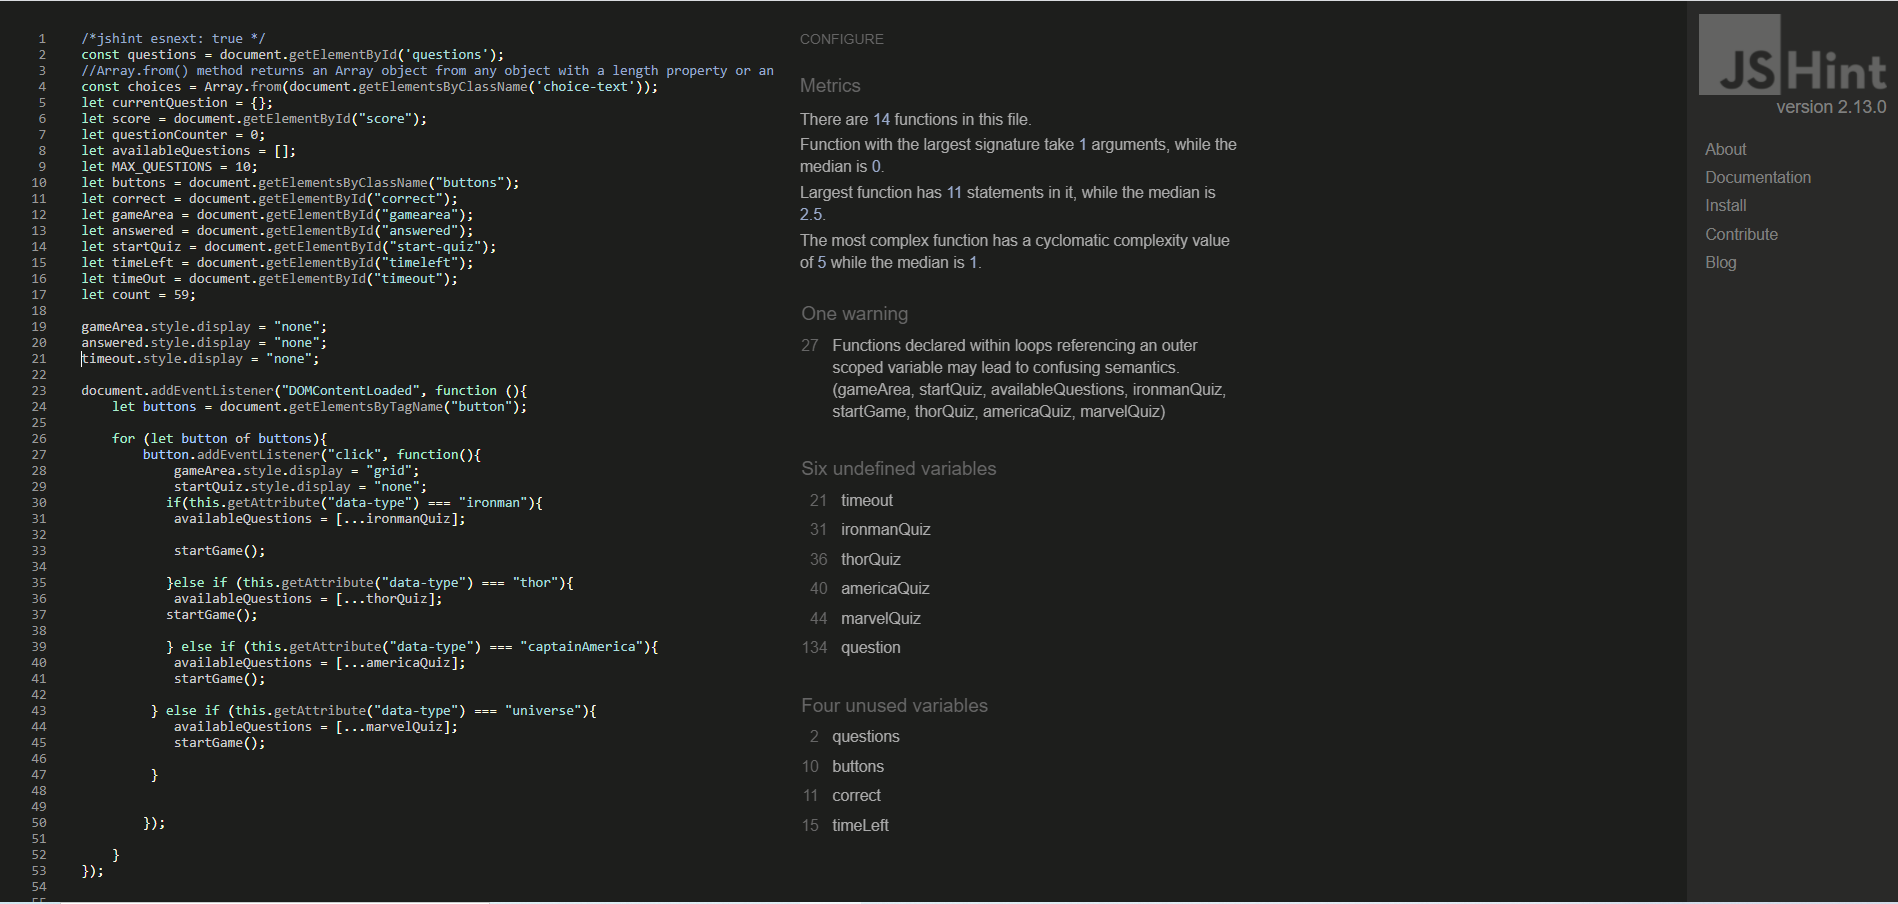 1 /*jshint esnext: true */
2 const questions = document.getElementById('questions');
3 //Array.from() method returns an Array object from any object with a length property or an
4 const choices = Array.from(document.getElementsByClassName('choice-text'));
5 let currentQuestion = {};
6 let score = document.getElementById("score");
7 let questionCounter = 0;
8 let availableQuestions = [];
9 let MAX_QUESTIONS = 10;
10 let buttons = document.getElementsByClassName("buttons");
11 let correct = document.getElementById("correct");
12 let gameArea = document.getElementById("gamearea");
13 let answered = document.getElementById("answered");
14 let startQuiz = document.getElementById("start-quiz");
15 let timeLeft = document.getElementById("timeleft");
16 let timeOut = document.getElementById("timeout");
17 let count = 59;
18
19 gameArea.style.display = "none";
20 answered.style.display = "none";
21 timeout.style.display = "none";
22
23 document.addEventListener("DOMContentLoaded", function (){
24 let buttons = document.getElementsByTagName("button");
25
26 for (let button of buttons){
27 button.addEventListener("click", function(){
28 gameArea.style.display = "grid";
29 startQuiz.style.display = "none";
30 if(this.getAttribute("data-type") === "ironman"){
31 availableQuestions = [...ironmanQuiz];
32
33 startGame();
34
35 }else if (this.getAttribute("data-type") === "thor"){
36 availableQuestions = [...thorQuiz];
37 startGame();
38
39 } else if (this.getAttribute("data-type") === "captainAmerica"){
40 availableQuestions = [...americaQuiz];
41 startGame();
42
43 } else if (this.getAttribute("data-type") === "universe"){
44 availableQuestions = [...marvelQuiz];
45 startGame();
46
47 }
48
49
50 });
51
52 }
53 });
54
55
CONFIGURE
Metrics
There are 14 functions in this file.
Function with the largest signature take 1 arguments, while the
median is 0.
Largest function has 11 statements in it, while the median is
2.5.
The most complex function has a cyclomatic complexity value
of 5 while the median is 1.
One warning
27 Functions declared within loops referencing an outer
scoped variable may lead to confusing semantics.
(gameArea, startQuiz, availableQuestions, ironmanQuiz,
startGame, thorQuiz, americaQuiz, marvelQuiz)
Six undefined variables
21 timeout
31 ironmanQuiz
36 thorQuiz
40 americaQuiz
44 marvelQuiz
134 question
Four unused variables
2 questions
10 buttons
11 correct
15 timeLeft
JSHint
version 2.13.0
About
Documentation
Install
Contribute
Blog